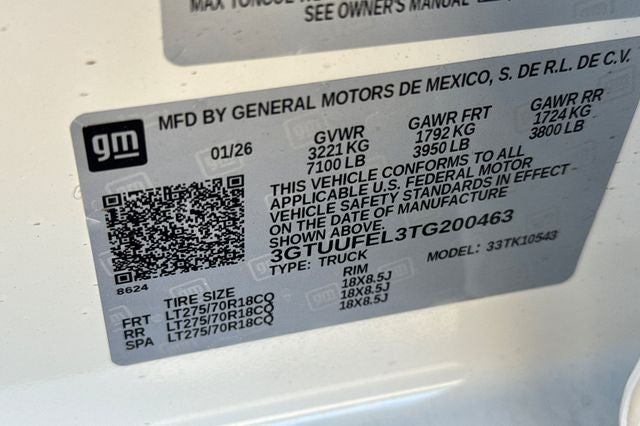 MAX TONGUE
SEE OWNER'S MANUAL
MFD BY GENERAL MOTORS DE MEXICO, S. DE R.L. DE C.V.
gm
01/26
GVWR
3221 KG
7100 LB
GAWR FRT
1792 KG
3950 LB
GAWR RR
1724 KG
3800 LB
THIS VEHICLE CONFORMS TO ALL
APPLICABLE U.S. FEDERAL MOTOR
VEHICLE SAFETY STANDARDS IN EFFECT
ON THE DATE OF MANUFACTURE
SHOWN ABOVE.
3GTUUFEL3TG200463
TYPE: TRUCK
MODEL: 33TK10543
8624
TIRE SIZE RIM
FRT LT275/70R18CQ 18X8.5J
RR LT275/70R18CQ 18X8.5J
SPA LT275/70R18CQ 18X8.5J